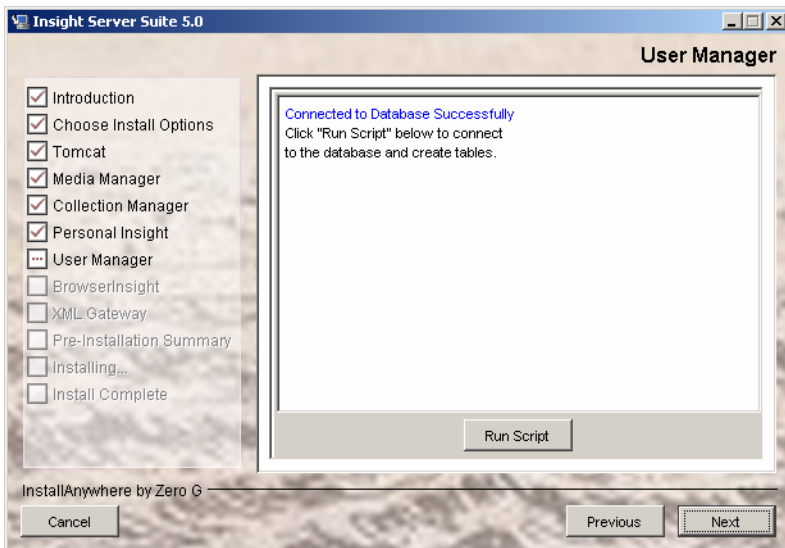 Insight Server Suite 5.0
User Manager
Introduction
Choose Install Options
Tomcat
Media Manager
Collection Manager
Personal Insight
User Manager
BrowserInsight
XML Gateway
Pre-Installation Summary
Installing...
Install Complete
Connected to Database Successfully
Click "Run Script" below to connect
to the database and create tables.
Run Script
InstallAnywhere by Zero G
Cancel
Previous
Next